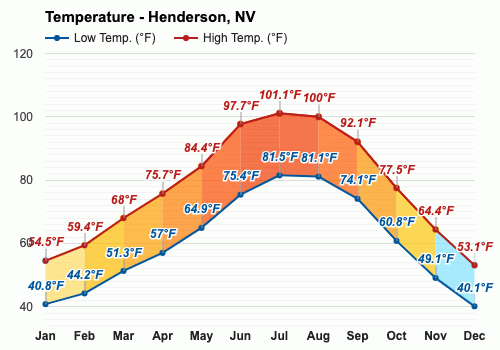 Temperature - Henderson, NV
Low Temp. (°F) High Temp. (°F)
120
100
80
60
40
54.5°F 59.4°F 68°F 75.7°F 84.4°F 97.7°F 101.1°F 100°F 92.1°F 77.5°F 64.4°F 53.1°F
40.8°F 44.2°F 51.3°F 57°F 64.9°F 75.4°F 81.5°F 81.1°F 74.1°F 60.8°F 49.1°F 40.1°F
Jan Feb Mar Apr May Jun Jul Aug Sep Oct Nov Dec